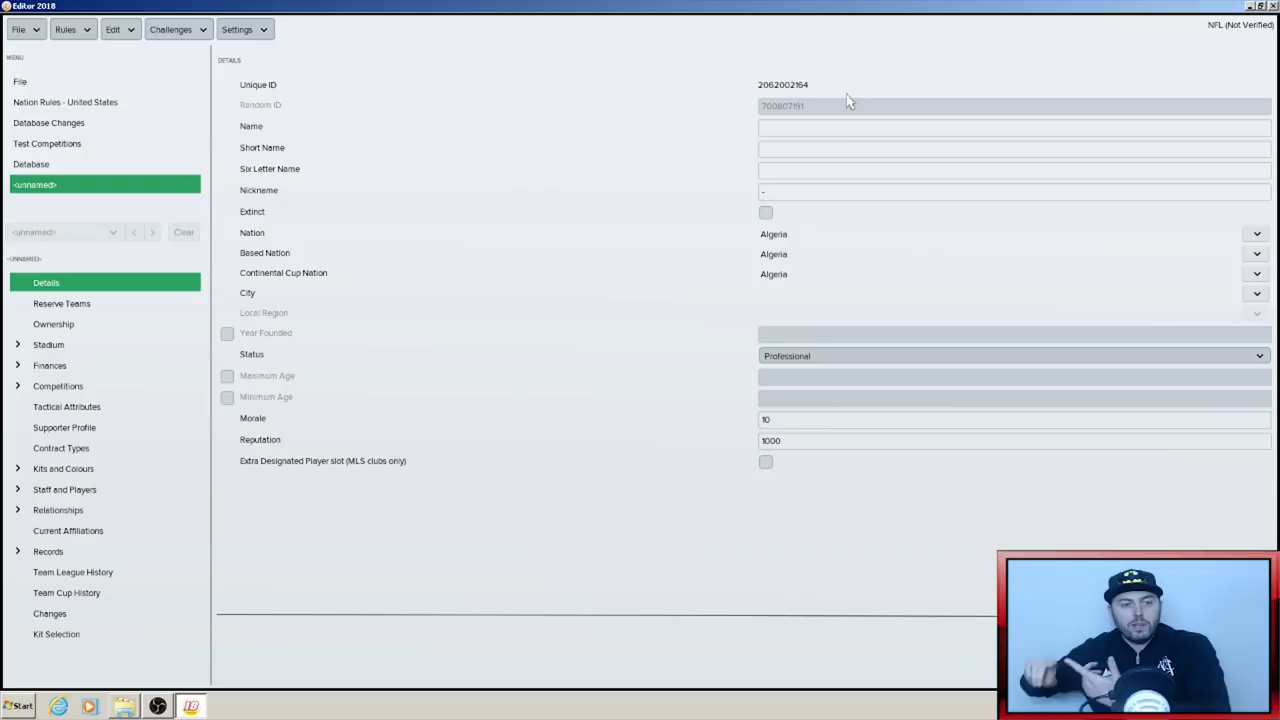 Editor 2018
File Rules Edit Challenges Settings
NFL (Not Verified)
MENU
File
Nation Rules - United States
Database Changes
Test Competitions
Database
<unnamed>
<unnamed> Clear
<UNNAMED>
Details
Reserve Teams
Ownership
Stadium
Finances
Competitions
Tactical Attributes
Supporter Profile
Contract Types
Kits and Colours
Staff and Players
Relationships
Current Affiliations
Records
Team League History
Team Cup History
Changes
Kit Selection
DETAILS
Unique ID 2062002164
Random ID 700807191
Name
Short Name
Six Letter Name
Nickname -
Extinct
Nation Algeria
Based Nation Algeria
Continental Cup Nation Algeria
City
Local Region
Year Founded
Status Professional
Maximum Age
Minimum Age
Morale 10
Reputation 1000
Extra Designated Player slot (MLS clubs only)
Start 18